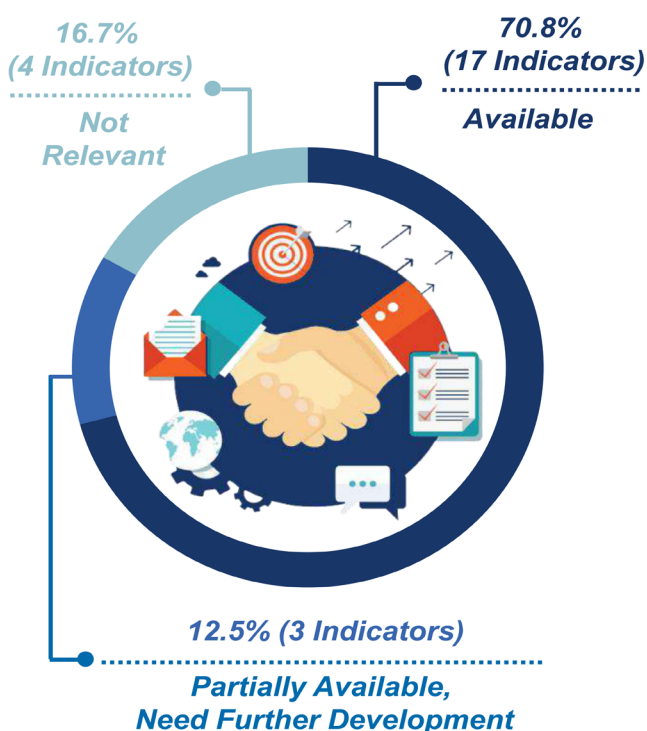 16.7%
(4 Indicators)
Not
Relevant
70.8%
(17 Indicators)
Available
12.5% (3 Indicators)
Partially Available,
Need Further Development